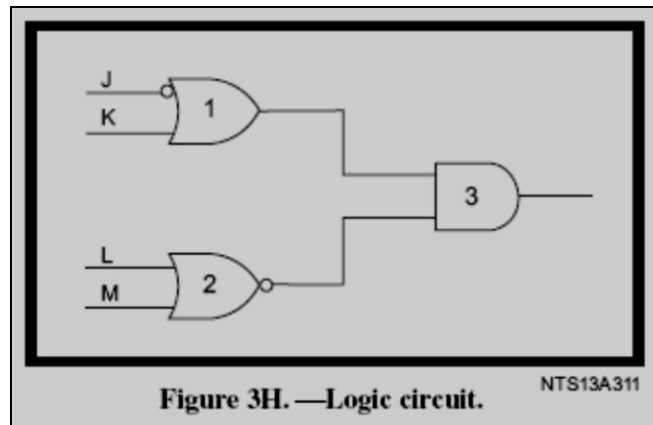 J
K
1
3
L
M
2
NTS13A311
Figure 3H. —Logic circuit.